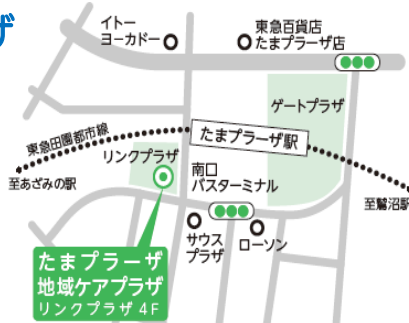 ザ
イトー
ヨーカドー
東急百貨店
たまプラーザ店
ゲートプラザ
東急田園都市線
たまプラーザ駅
リンクプラザ
南口
バスターミナル
至あざみの駅
至鷺沼駅
サウス
プラザ
ローソン
たまプラーザ
地域ケアプラザ
リンクプラザ 4F